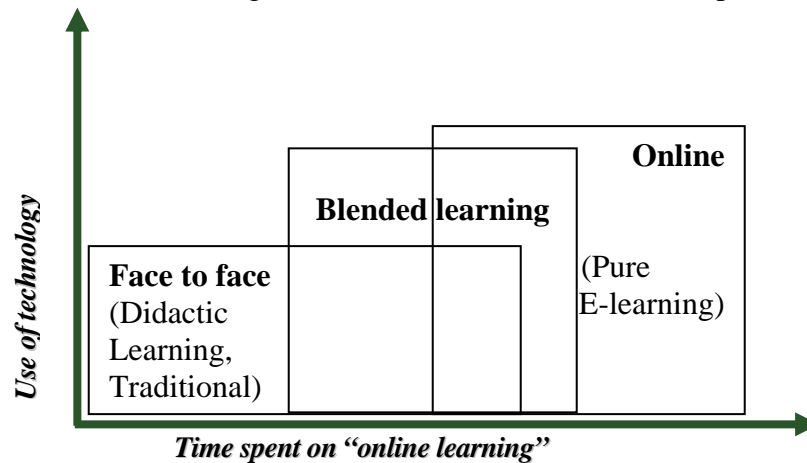 Online
Blended learning
(Pure
E-learning)
Face to face
(Didactic
Learning,
Traditional)
Use of technology
Time spent on “online learning”